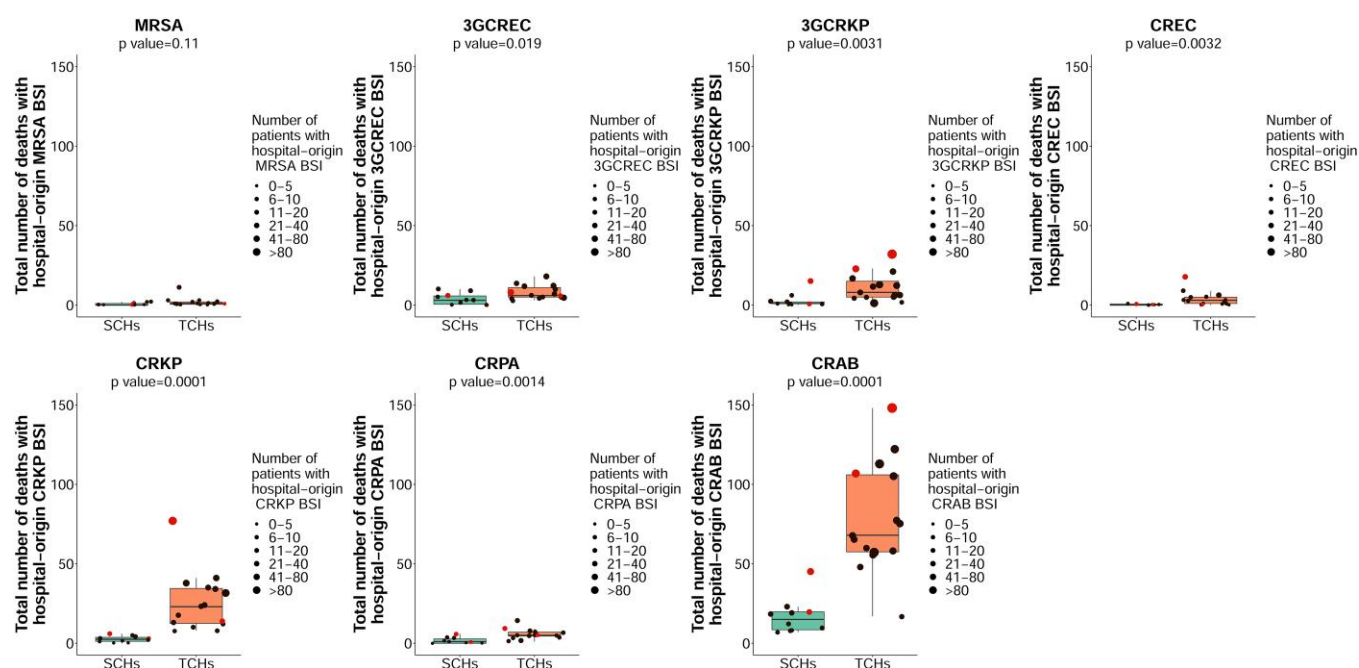 MRSA
p value=0.11
Total number of deaths with
hospital−origin MRSA BSI
150
100
50
0
SCHs
TCHs
Number of
patients with
hospital−origin
MRSA BSI
0−5
6−10
11−20
21−40
41−80
>80
3GCREC
p value=0.019
Total number of deaths with
hospital−origin 3GCREC BSI
150
100
50
0
SCHs
TCHs
Number of
patients with
hospital−origin
3GCREC BSI
0−5
6−10
11−20
21−40
41−80
>80
3GCRKP
p value=0.0031
Total number of deaths with
hospital−origin 3GCRKP BSI
150
100
50
0
SCHs
TCHs
Number of
patients with
hospital−origin
3GCRKP BSI
0−5
6−10
11−20
21−40
41−80
>80
CREC
p value=0.0032
Total number of deaths with
hospital−origin CREC BSI
150
100
50
0
SCHs
TCHs
Number of
patients with
hospital−origin
CREC BSI
0−5
6−10
11−20
21−40
41−80
>80
CRKP
p value=0.0001
Total number of deaths with
hospital−origin CRKP BSI
150
100
50
0
SCHs
TCHs
Number of
patients with
hospital−origin
CRKP BSI
0−5
6−10
11−20
21−40
41−80
>80
CRPA
p value=0.0014
Total number of deaths with
hospital−origin CRPA BSI
150
100
50
0
SCHs
TCHs
Number of
patients with
hospital−origin
CRPA BSI
0−5
6−10
11−20
21−40
41−80
>80
CRAB
p value=0.0001
Total number of deaths with
hospital−origin CRAB BSI
150
100
50
0
SCHs
TCHs
Number of
patients with
hospital−origin
CRAB BSI
0−5
6−10
11−20
21−40
41−80
>80